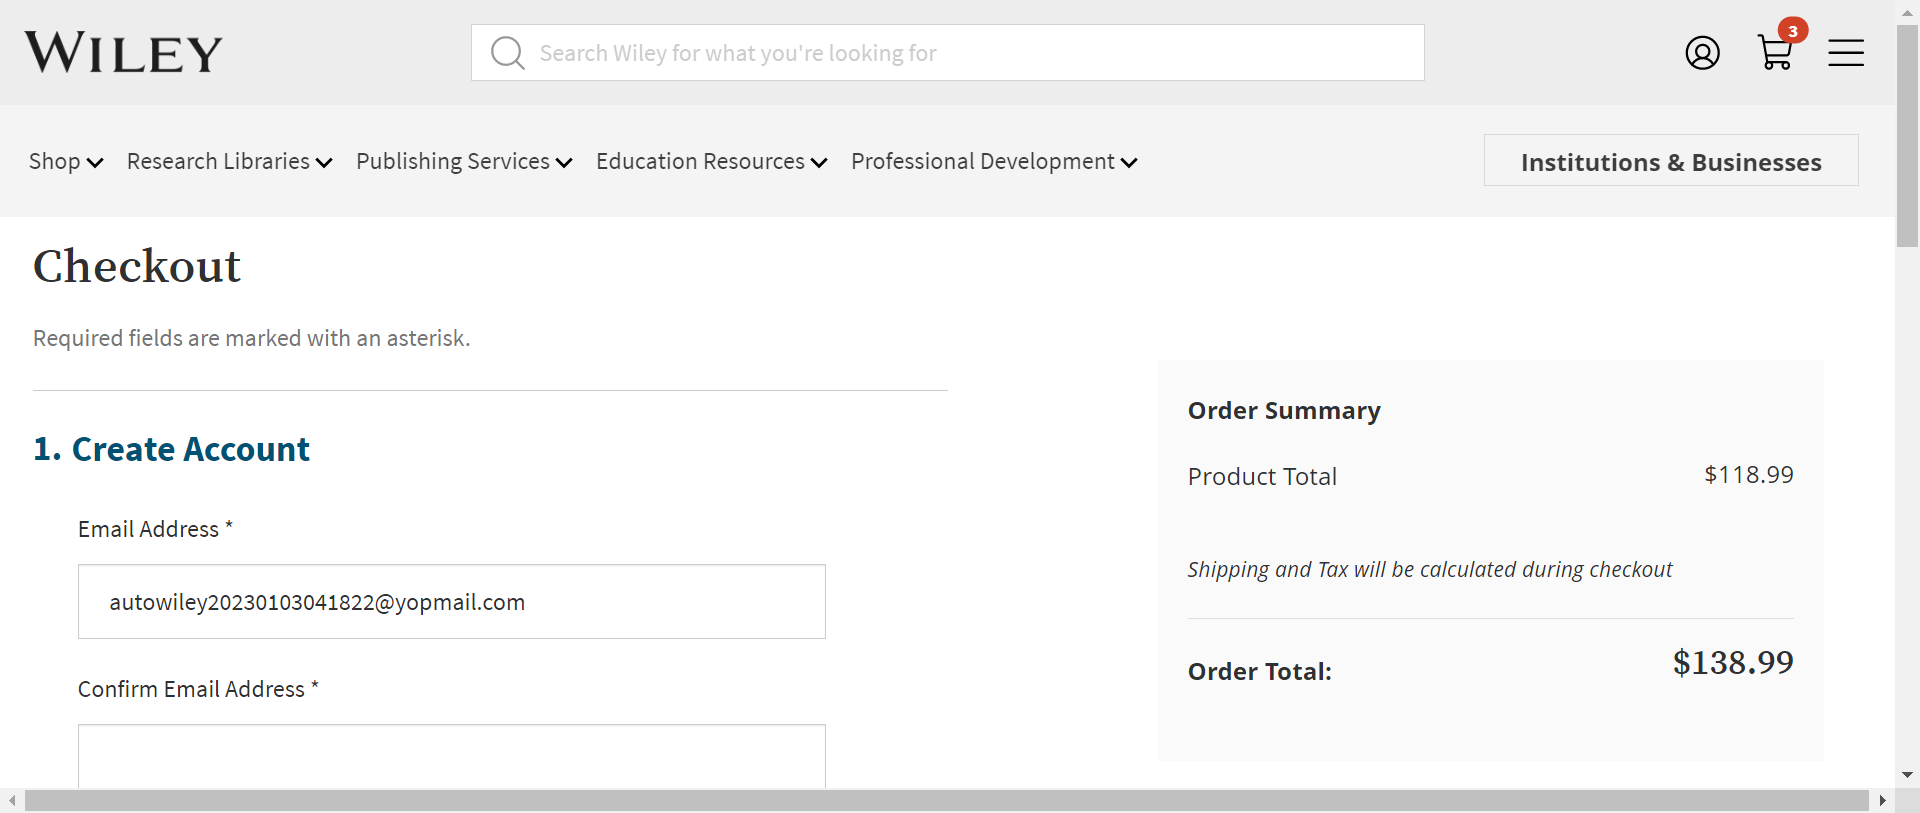 WILEY
Search Wiley for what you're looking for
3
Shop Research Libraries Publishing Services Education Resources Professional Development
Institutions & Businesses
Checkout
Required fields are marked with an asterisk.
1. Create Account
Email Address *
autowiley20230103041822@yopmail.com
Confirm Email Address *
Order Summary
Product Total $118.99
Shipping and Tax will be calculated during checkout
Order Total: $138.99